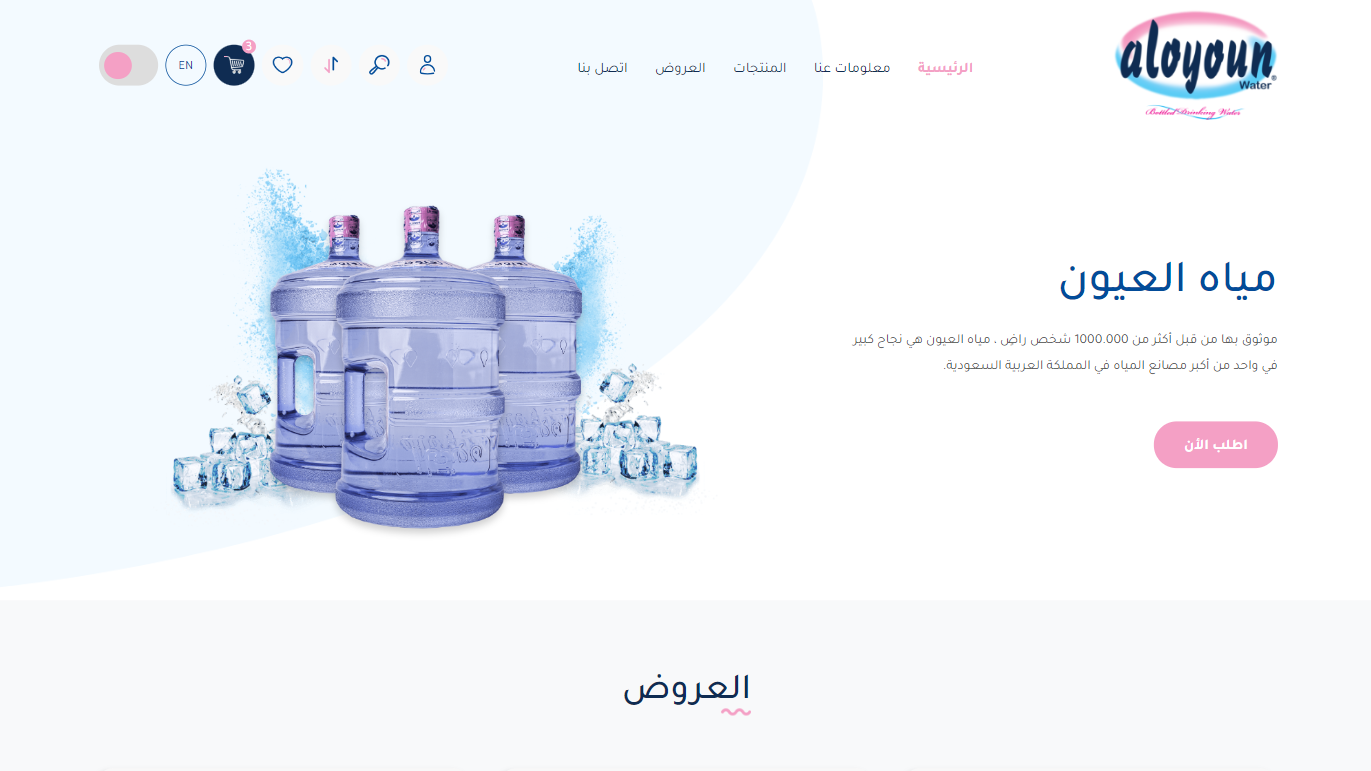 aloyoun
Water®
Bottled Drinking Water
الرئيسية
معلومات عنا
المنتجات
العروض
اتصل بنا
3
EN
مياه العيون
موثوق بها من قبل أكثر من 1000.000 شخص راضٍ ، مياه العيون هي نجاح كبير
في واحد من أكبر مصانع المياه في المملكة العربية السعودية.
اطلب الأن
العروض